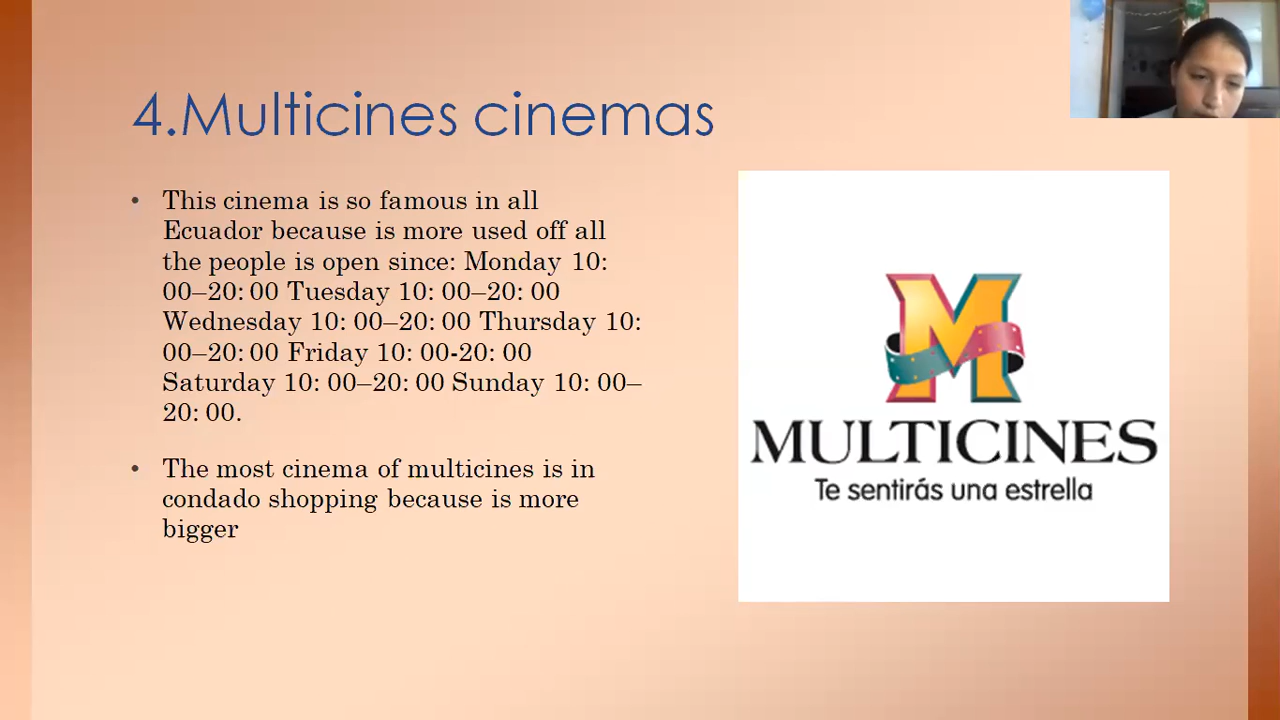 4.Multicines cinemas
• This cinema is so famous in all
Ecuador because is more used off all
the people is open since: Monday 10:
00–20: 00 Tuesday 10: 00–20: 00
Wednesday 10: 00–20: 00 Thursday 10:
00–20: 00 Friday 10: 00-20: 00
Saturday 10: 00–20: 00 Sunday 10: 00–
20: 00.
• The most cinema of multicines is in
condado shopping because is more
bigger
M
MULTICINES
Te sentirás una estrella